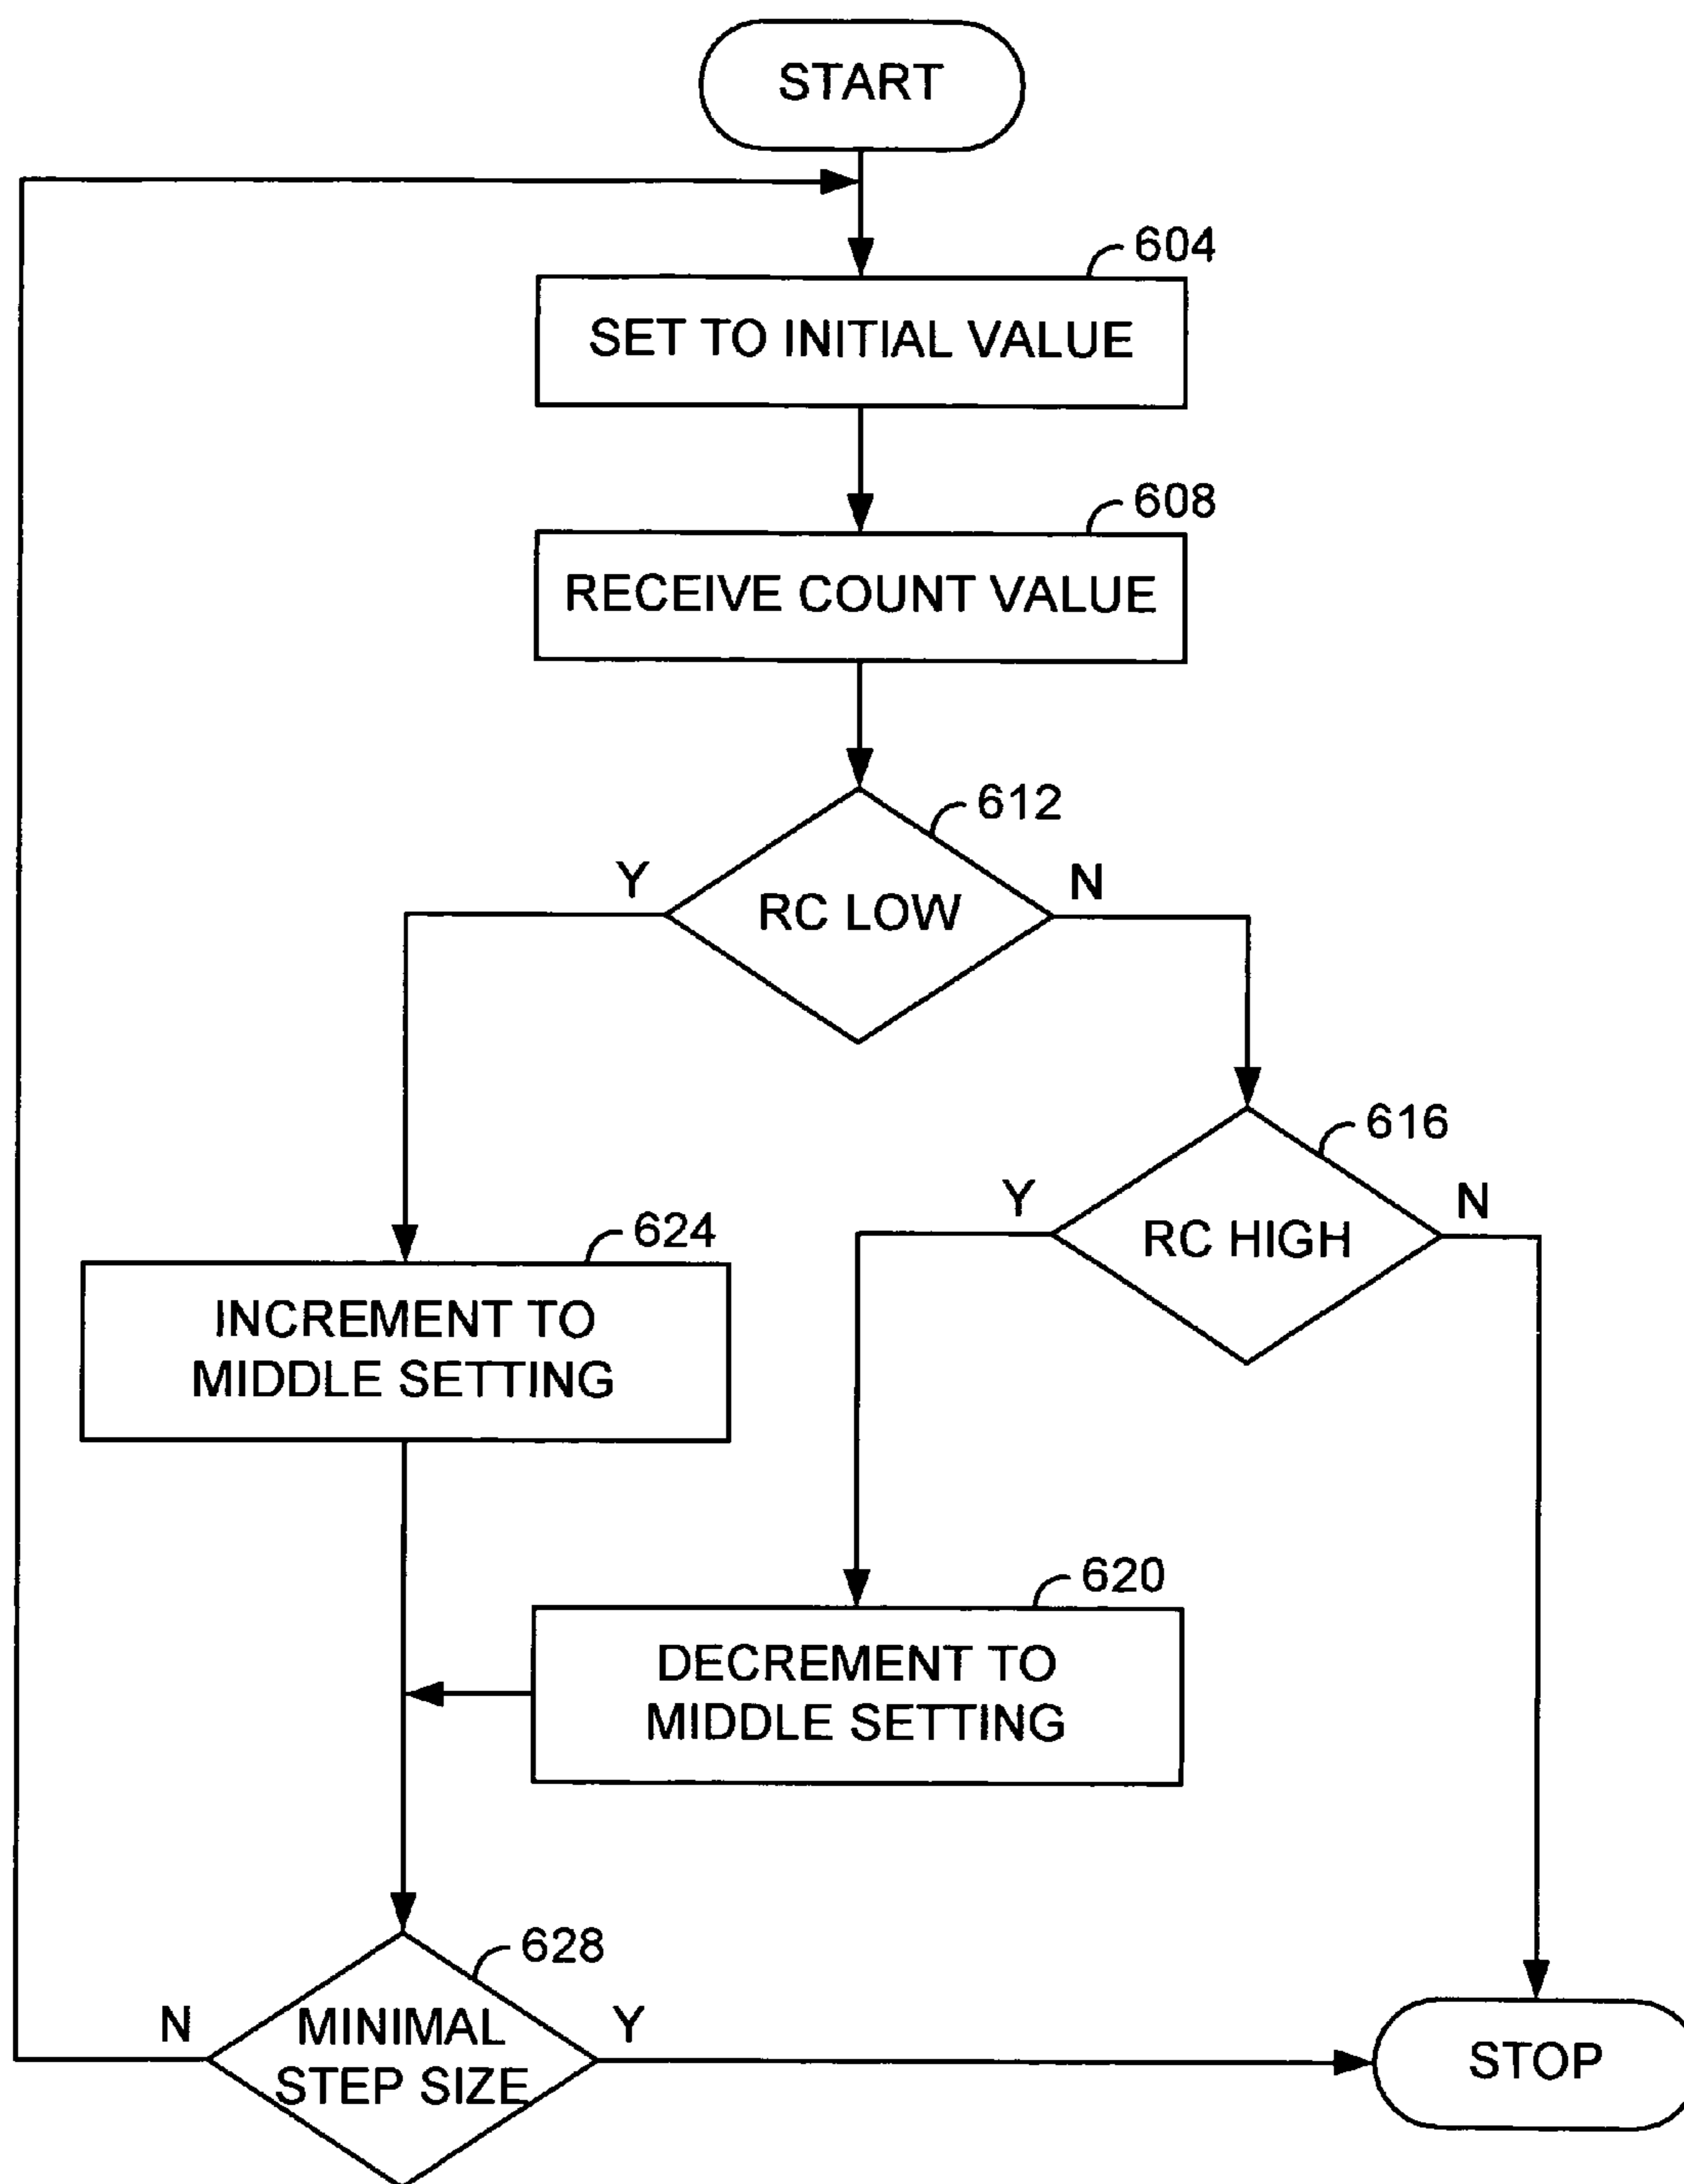 START
604
SET TO INITIAL VALUE
608
RECEIVE COUNT VALUE
612
Y
N
RC LOW
616
Y
N
RC HIGH
624
INCREMENT TO
MIDDLE SETTING
620
DECREMENT TO
MIDDLE SETTING
628
N
Y
MINIMAL
STEP SIZE
STOP